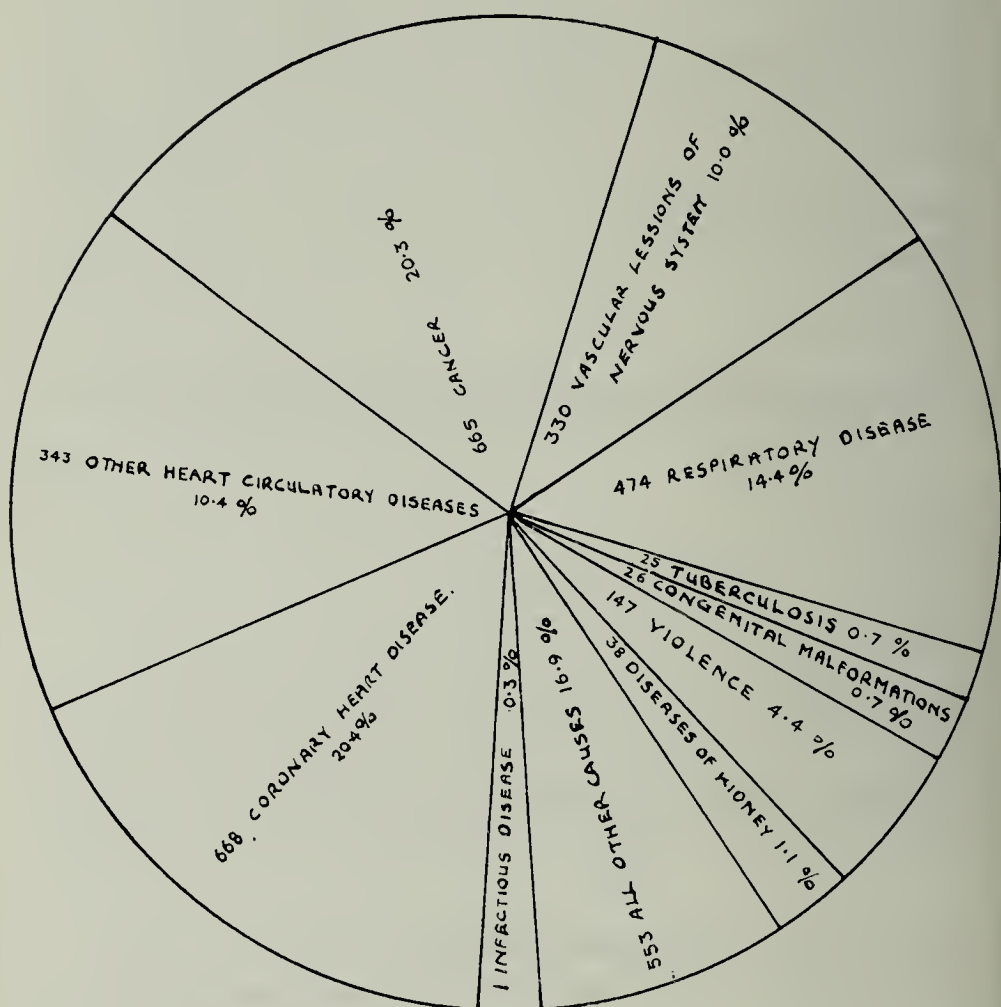 330 VASCULAR LESSIONS OF
NERVOUS SYSTEM 10.0 %
474 RESPIRATORY DISEASE
14.4%
25 TUBERCULOSIS 0.7 %
26 CONGENITAL MALFORMATIONS
0.7 %
147 VIOLENCE 4.4 %
38 DISEASES OF KIDNEY 1.1 %
553 ALL OTHER CAUSES 16.9 %
1 INFECTIOUS DISEASE 0.3 %
668 CORONARY HEART DISEASE.
20.4%
343 OTHER HEART CIRCULATORY DISEASES
10.4 %
665 CANCER 20.3 %